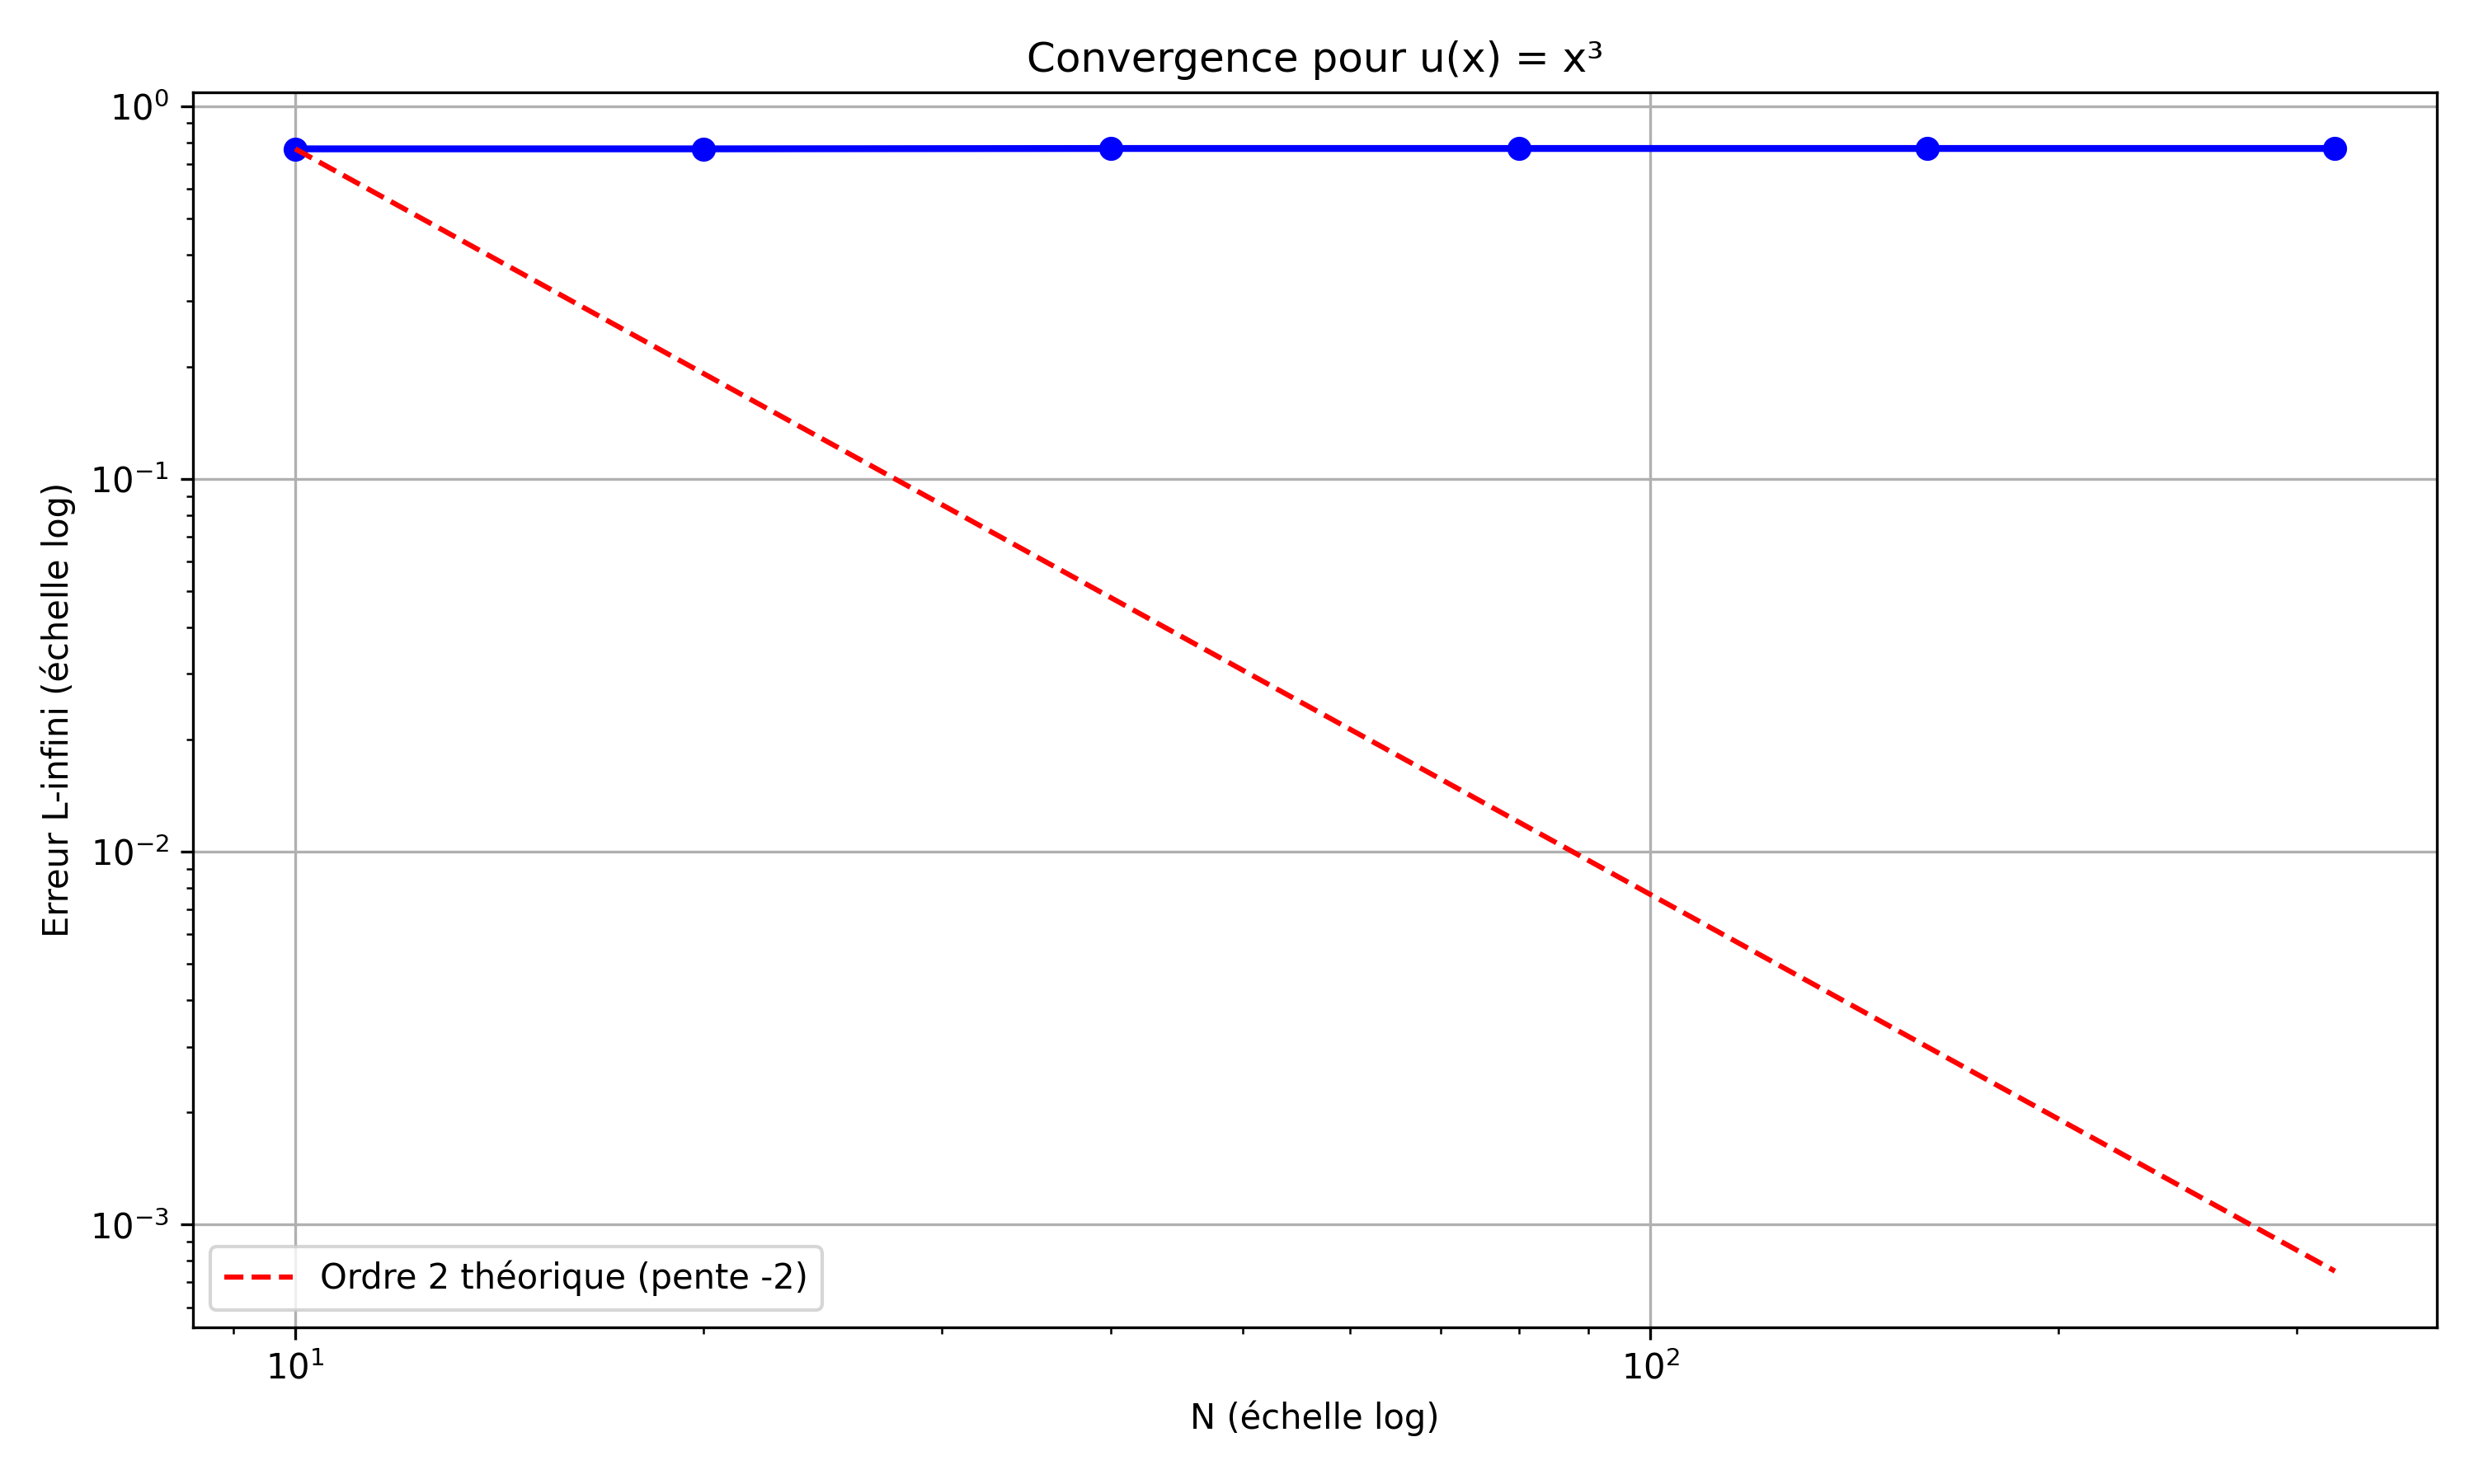 Convergence pour u(x) = x³
10⁰
10⁻¹
10⁻²
10⁻³
Erreur L-infini (échelle log)
Ordre 2 théorique (pente -2)
10¹
10²
N (échelle log)